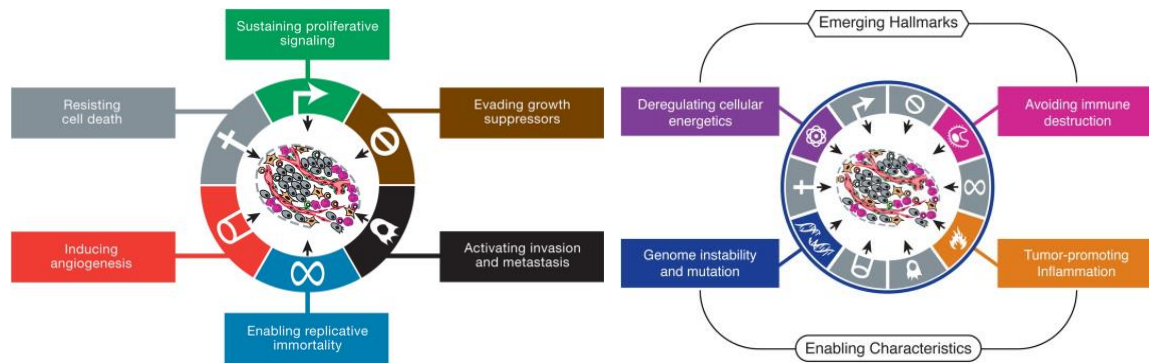 Sustaining proliferative
signaling
Resisting
cell death
Evading growth
suppressors
Inducing
angiogenesis
Activating invasion
and metastasis
Enabling replicative
immortality
Emerging Hallmarks
Deregulating cellular
energetics
Avoiding immune
destruction
Genome instability
and mutation
Tumor-promoting
Inflammation
Enabling Characteristics